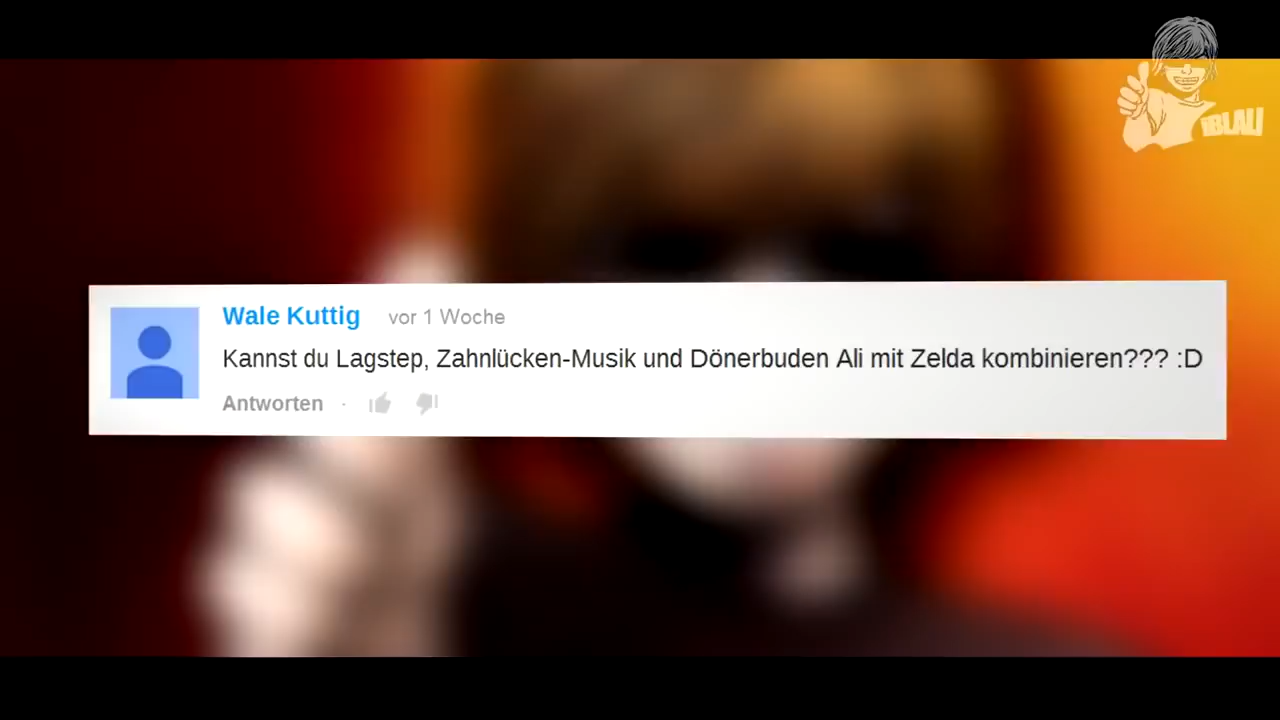 iBLALI
Wale Kuttig vor 1 Woche
Kannst du Lagstep, Zahnlücken-Musik und Dönerbuden Ali mit Zelda kombinieren??? :D
Antworten ·